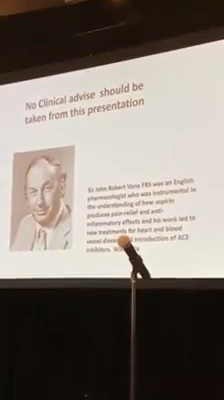 No Clinical advise should be
taken from this presentation
Sir John Robert Vane FRS was an English
pharmacologist who was instrumental in
the understanding of how aspirin
produces pain-relief and anti-
inflammatory effects and his work led to
new treatments for heart and blood
vessel introduction of ACE
inhibitors.